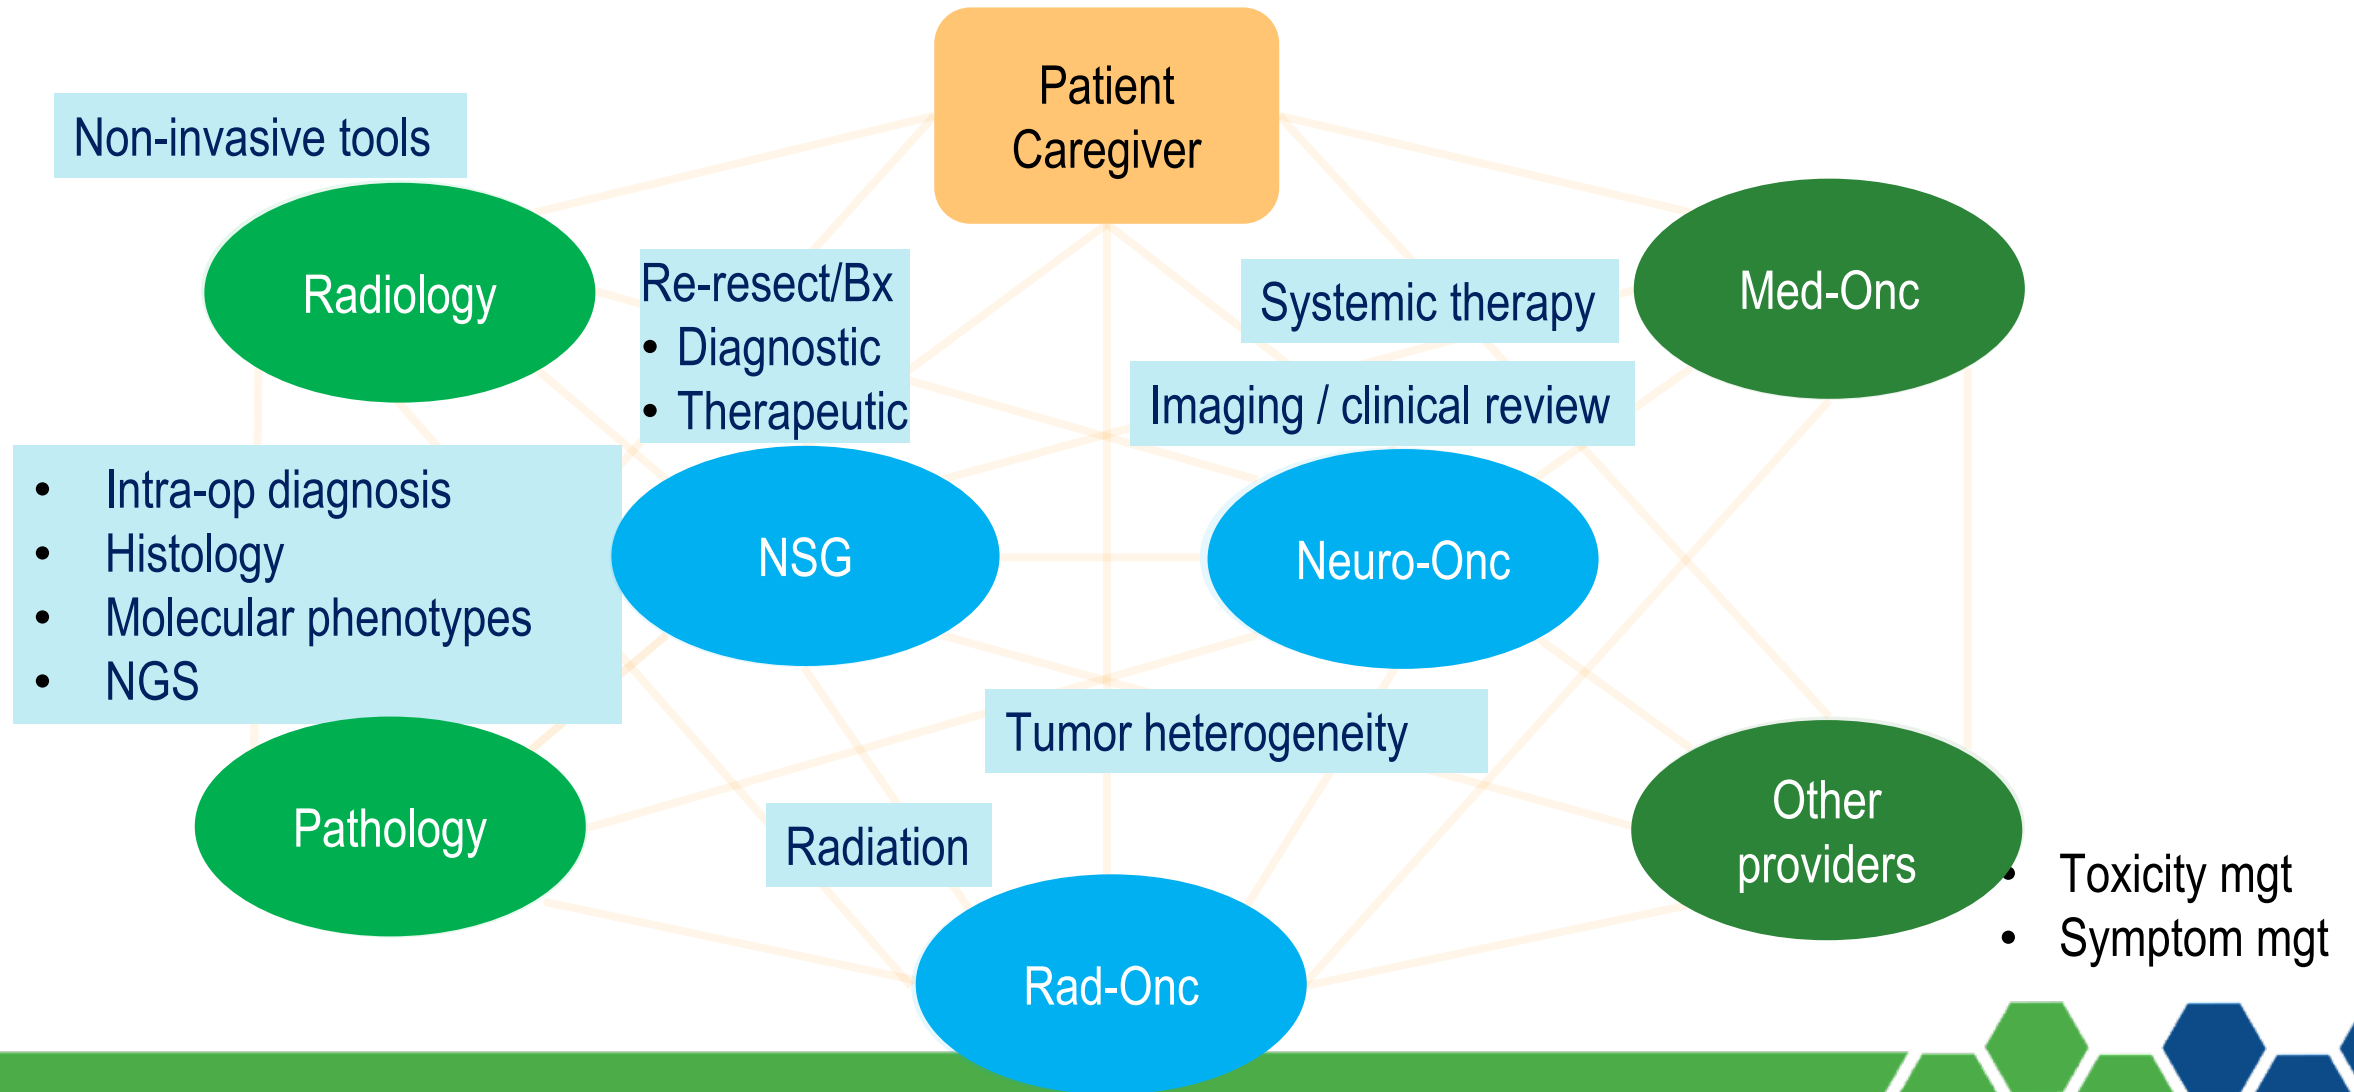 Patient
Caregiver
Non-invasive tools
Radiology
Re-resect/Bx
• Diagnostic
• Therapeutic
Systemic therapy
Med-Onc
Imaging / clinical review
• Intra-op diagnosis
• Histology
• Molecular phenotypes
• NGS
NSG
Neuro-Onc
Tumor heterogeneity
Pathology
Radiation
Other
providers
• Toxicity mgt
• Symptom mgt
Rad-Onc